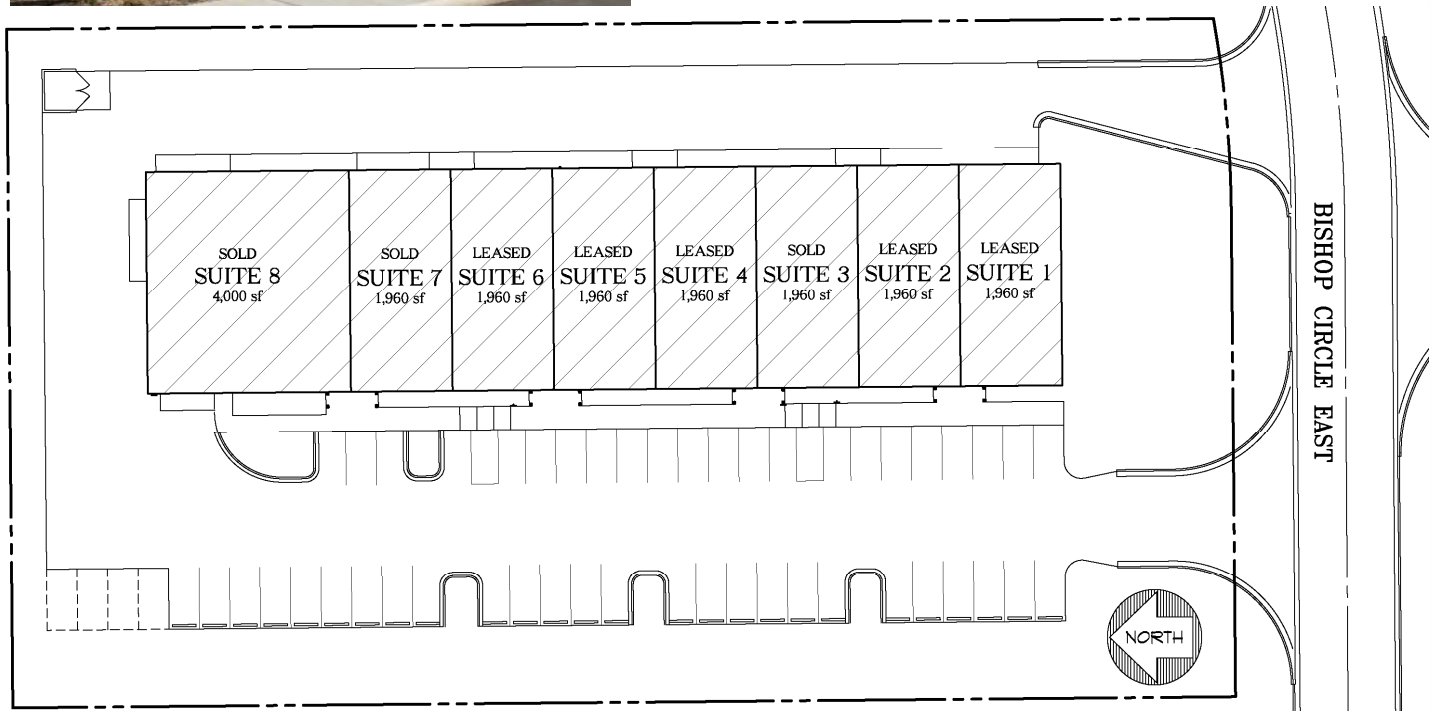 SOLD
SUITE 8
4,000 sf
SOLD
SUITE 7
1,960 sf
LEASED
SUITE 6
1,960 sf
LEASED
SUITE 5
1,960 sf
LEASED
SUITE 4
1,960 sf
SOLD
SUITE 3
1,960 sf
LEASED
SUITE 2
1,960 sf
LEASED
SUITE 1
1,960 sf
BISHOP CIRCLE EAST
NORTH